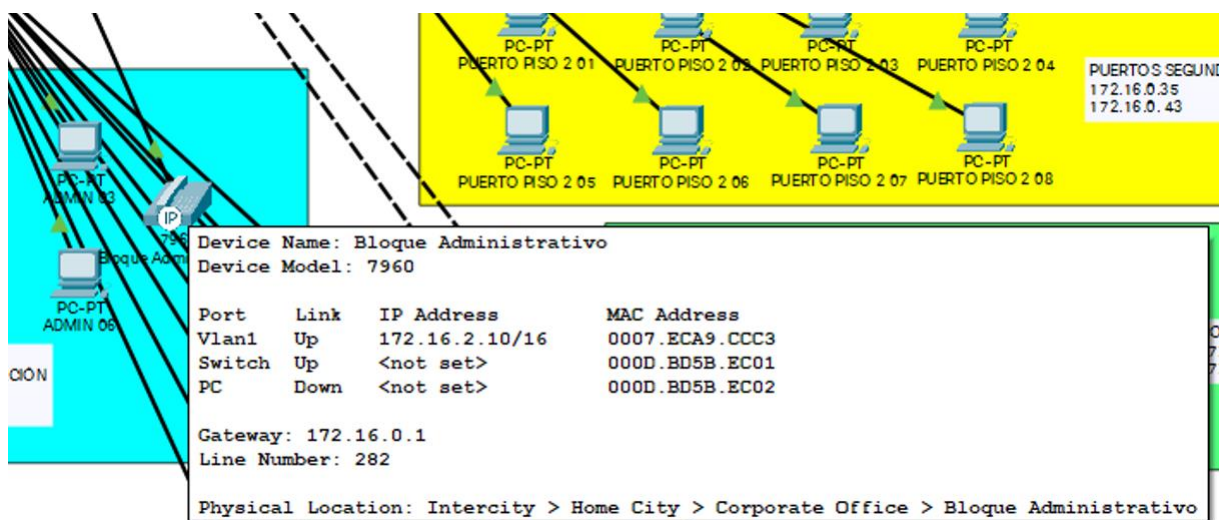 PC-PT
PUERTO PISO 2 01
PC-PT
PUERTO PISO 2 02
PC-PT
PUERTO PISO 2 03
PC-PT
PUERTO PISO 2 04
PUERTOS SEGUND
172.16.0.35
172.16.0. 43
PC-PT
ADMIN 03
PC-PT
PUERTO PISO 2 05
PC-PT
PUERTO PISO 2 06
PC-PT
PUERTO PISO 2 07
PC-PT
PUERTO PISO 2 08
IP
796
Bloque Admi
PC-PT
ADMIN 06
CIÓN
Device Name: Bloque Administrativo
Device Model: 7960
Port Link IP Address MAC Address
Vlan1 Up 172.16.2.10/16 0007.ECA9.CCC3
Switch Up <not set> 000D.BD5B.EC01
PC Down <not set> 000D.BD5B.EC02
Gateway: 172.16.0.1
Line Number: 282
Physical Location: Intercity > Home City > Corporate Office > Bloque Administrativo